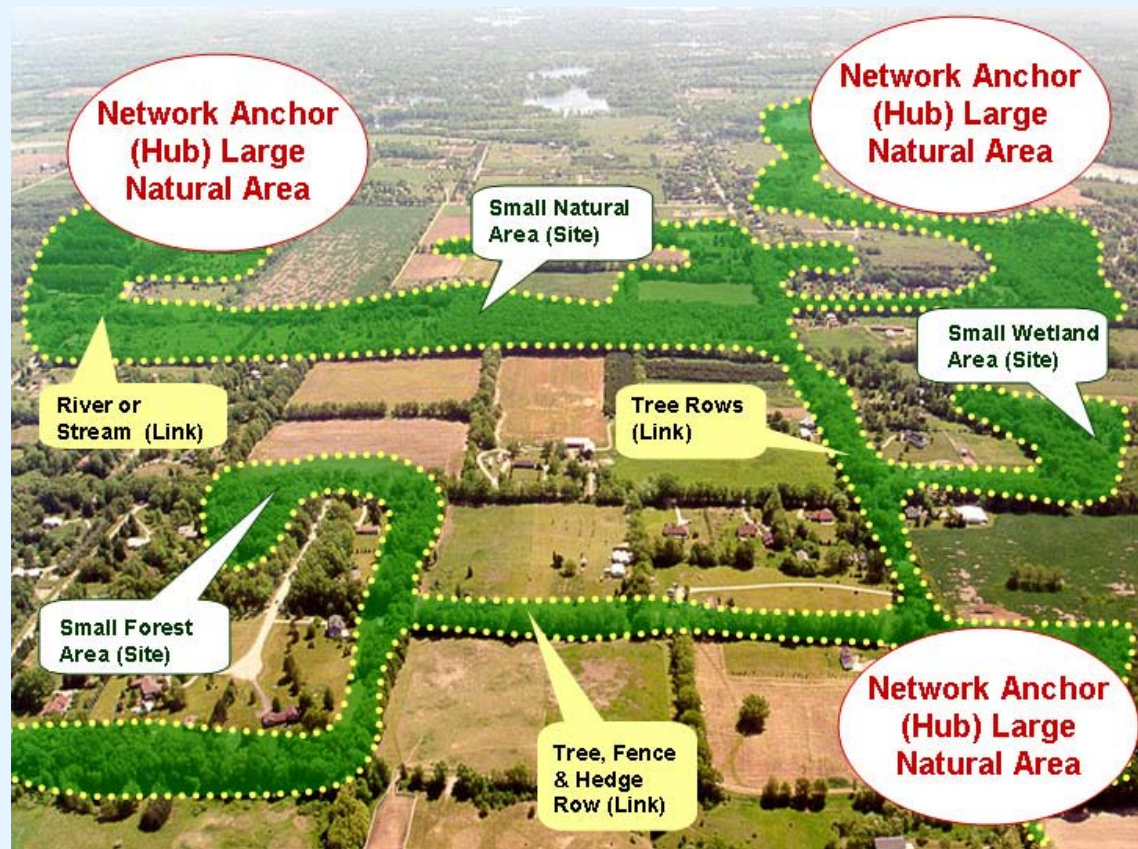 Network Anchor
(Hub) Large
Natural Area
Network Anchor
(Hub) Large
Natural Area
Small Natural
Area (Site)
Small Wetland
Area (Site)
River or
Stream (Link)
Tree Rows
(Link)
Small Forest
Area (Site)
Tree, Fence
& Hedge
Row (Link)
Network Anchor
(Hub) Large
Natural Area